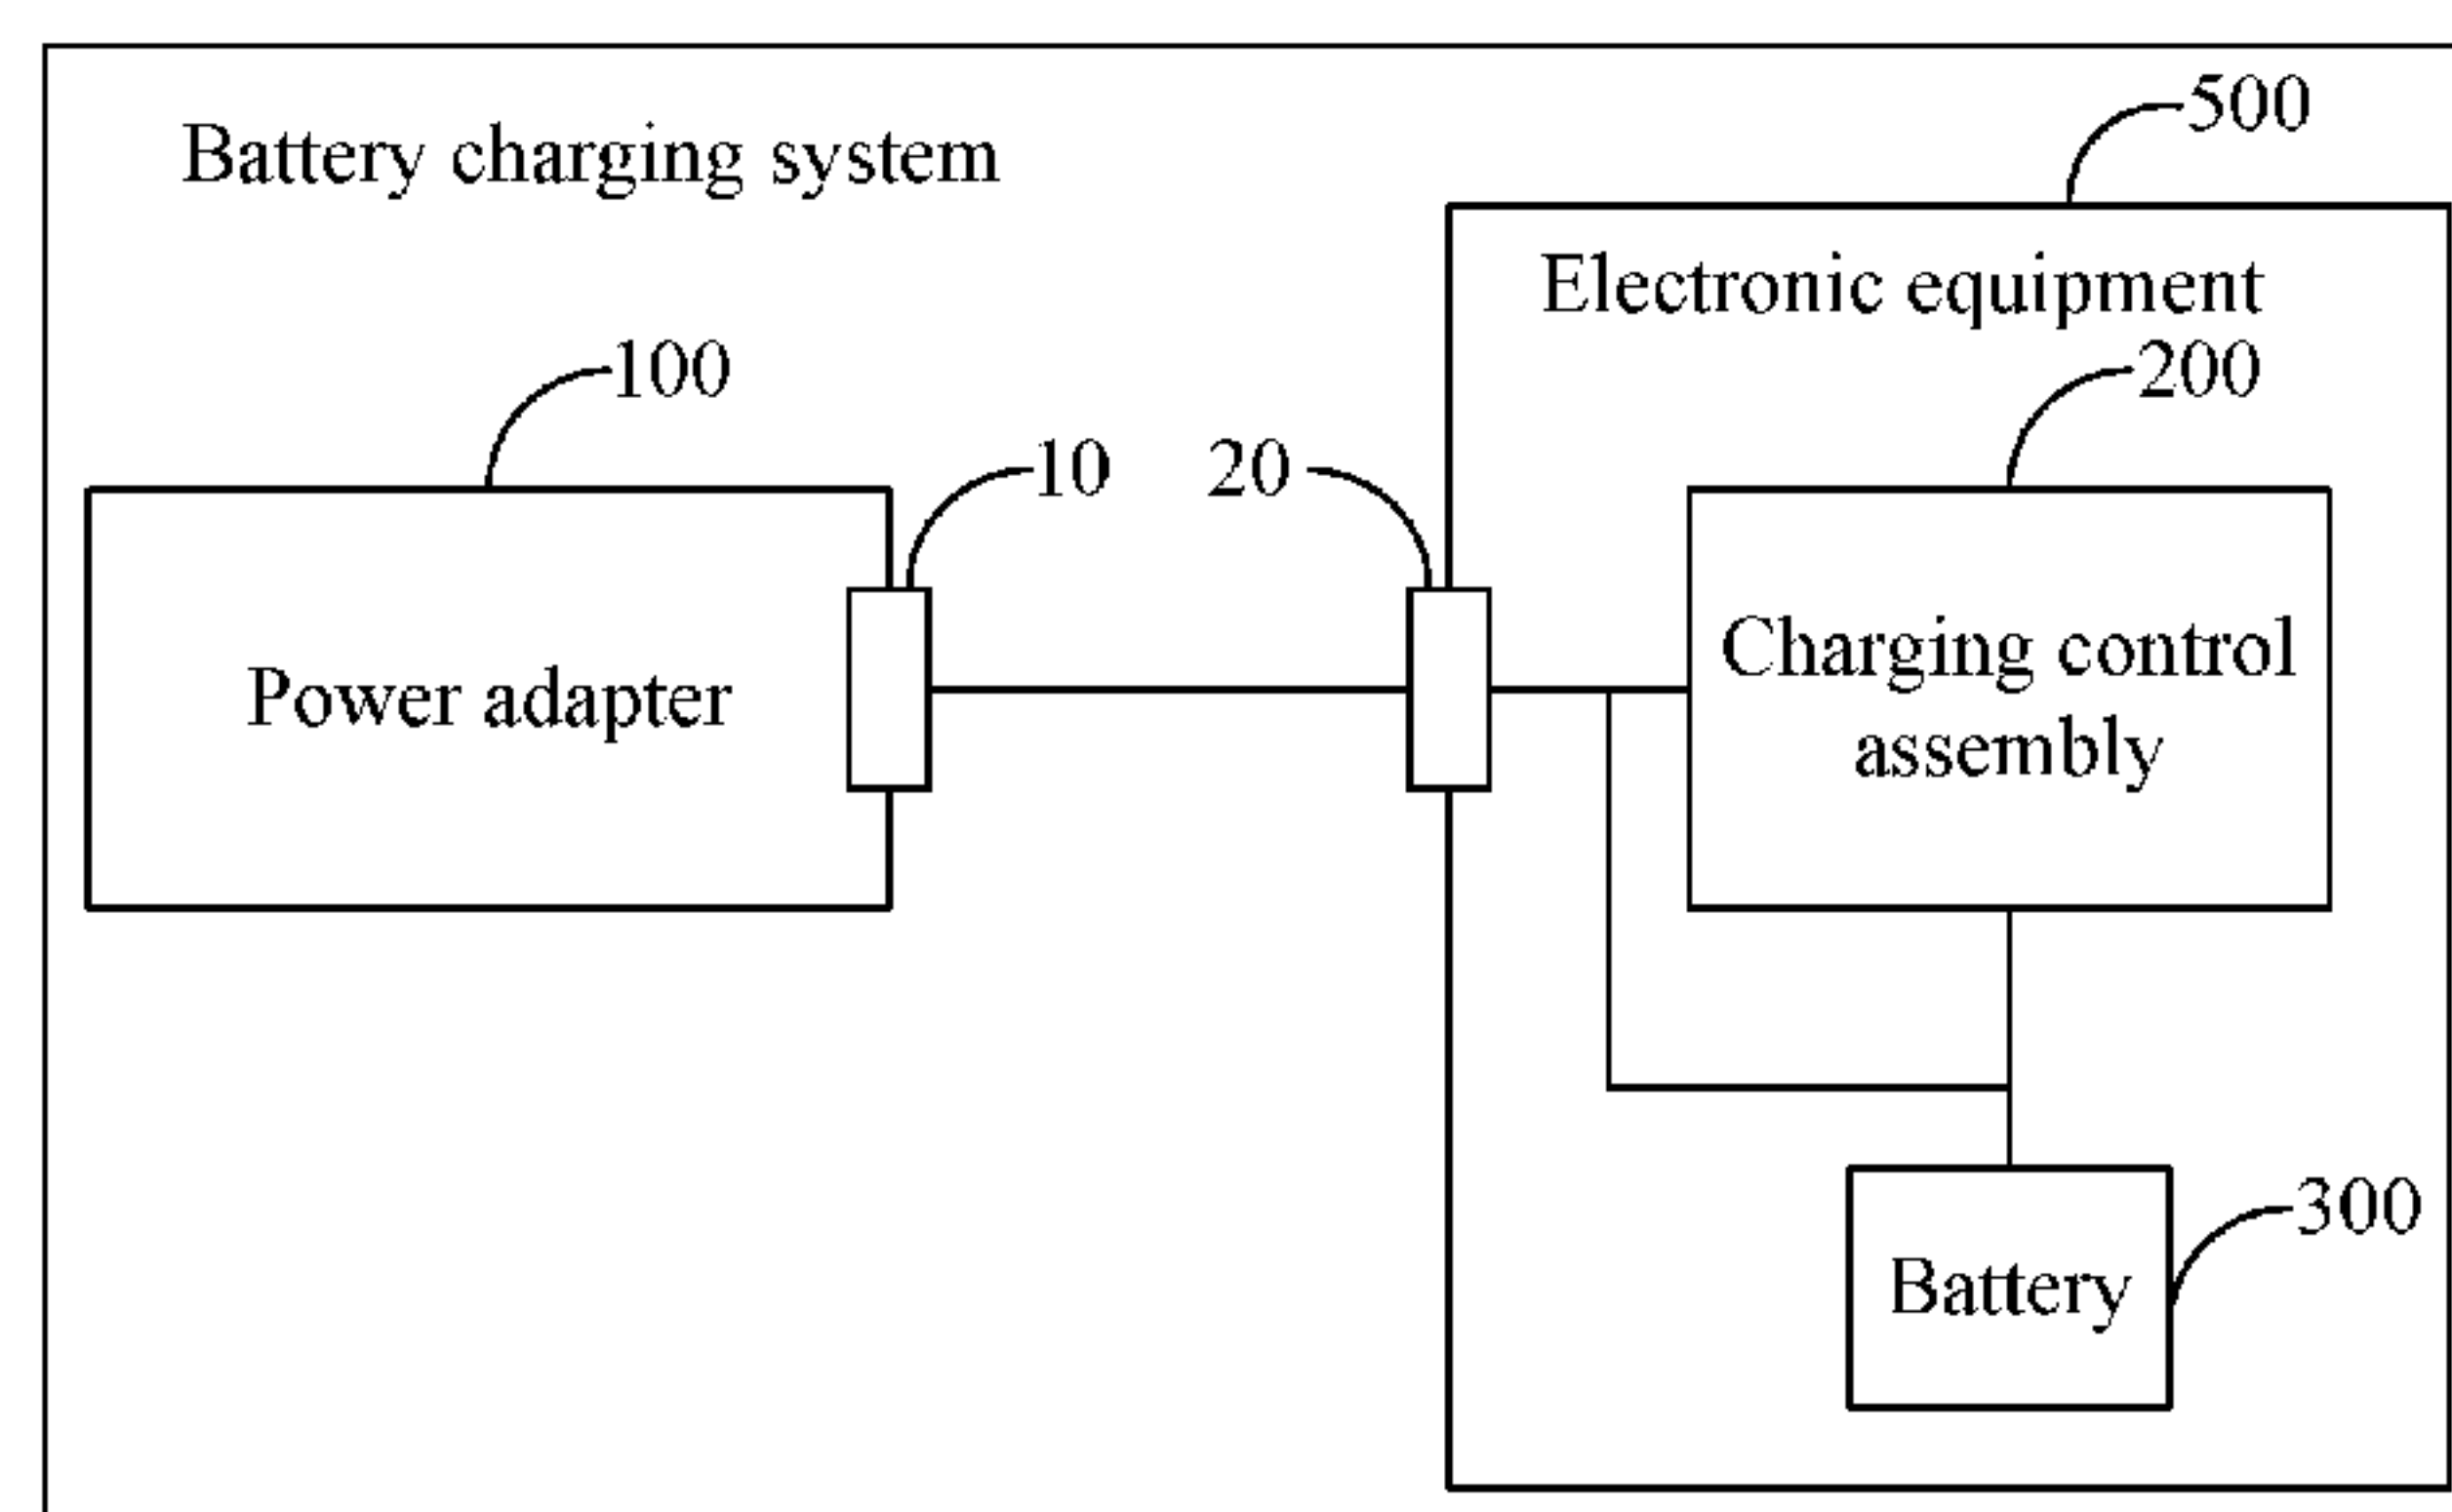 500
Battery charging system
Electronic equipment
100
200
10
20
Power adapter
Charging control
assembly
300
Battery